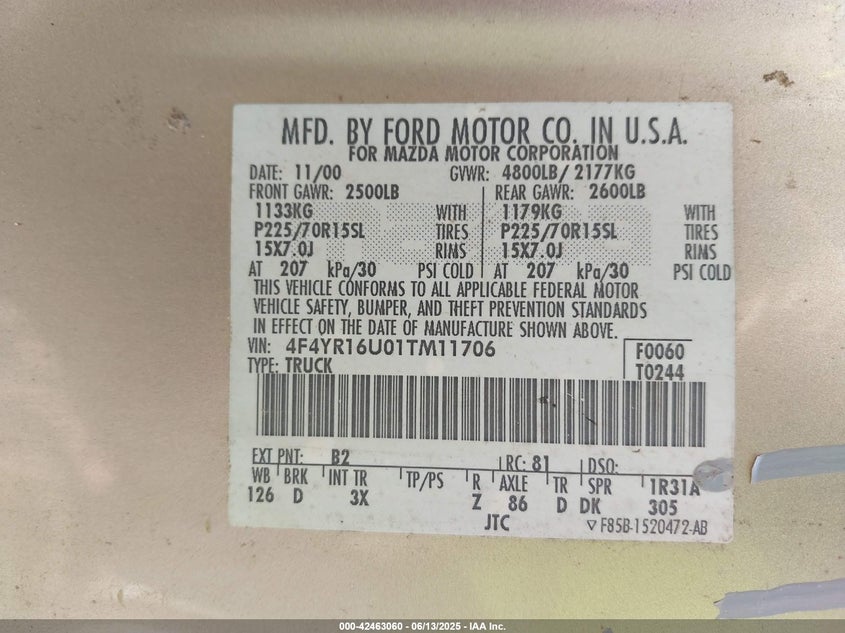 MFD. BY FORD MOTOR CO. IN U.S.A.
FOR MAZDA MOTOR CORPORATION
DATE: 11/00 GVWR: 4800LB/ 2177KG
FRONT GAWR: 2500LB REAR GAWR: 2600LB
1133KG WITH 1179KG WITH
P225/70R15SL TIRES P225/70R15SL TIRES
15X7.0J RIMS 15X7.0J RIMS
AT 207 kPa/30 PSI COLD AT 207 kPa/30 PSI COLD
THIS VEHICLE CONFORMS TO ALL APPLICABLE FEDERAL MOTOR
VEHICLE SAFETY, BUMPER, AND THEFT PREVENTION STANDARDS
IN EFFECT ON THE DATE OF MANUFACTURE SHOWN ABOVE.
VIN: 4F4YR16U01TM11706 F0060
TYPE: TRUCK T0244
EXT PNT: B2 RC: 81 DSO:
WB BRK INT TR TP/PS R AXLE TR SPR 1R31A
126 D 3X Z 86 D DK 305
JTC ▽ F85B-1520472-AB
000-42463060 - 06/13/2025 - IAA Inc.